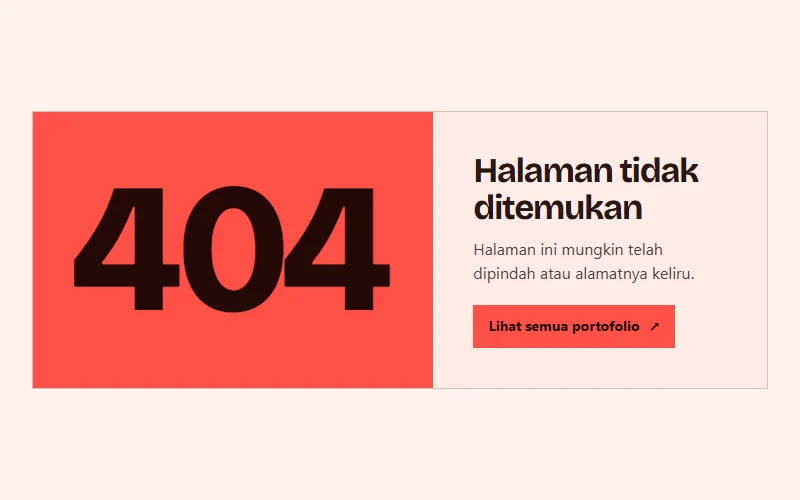 404
Halaman tidak
ditemukan
Halaman ini mungkin telah
dipindah atau alamatnya keliru.
Lihat semua portofolio ↗